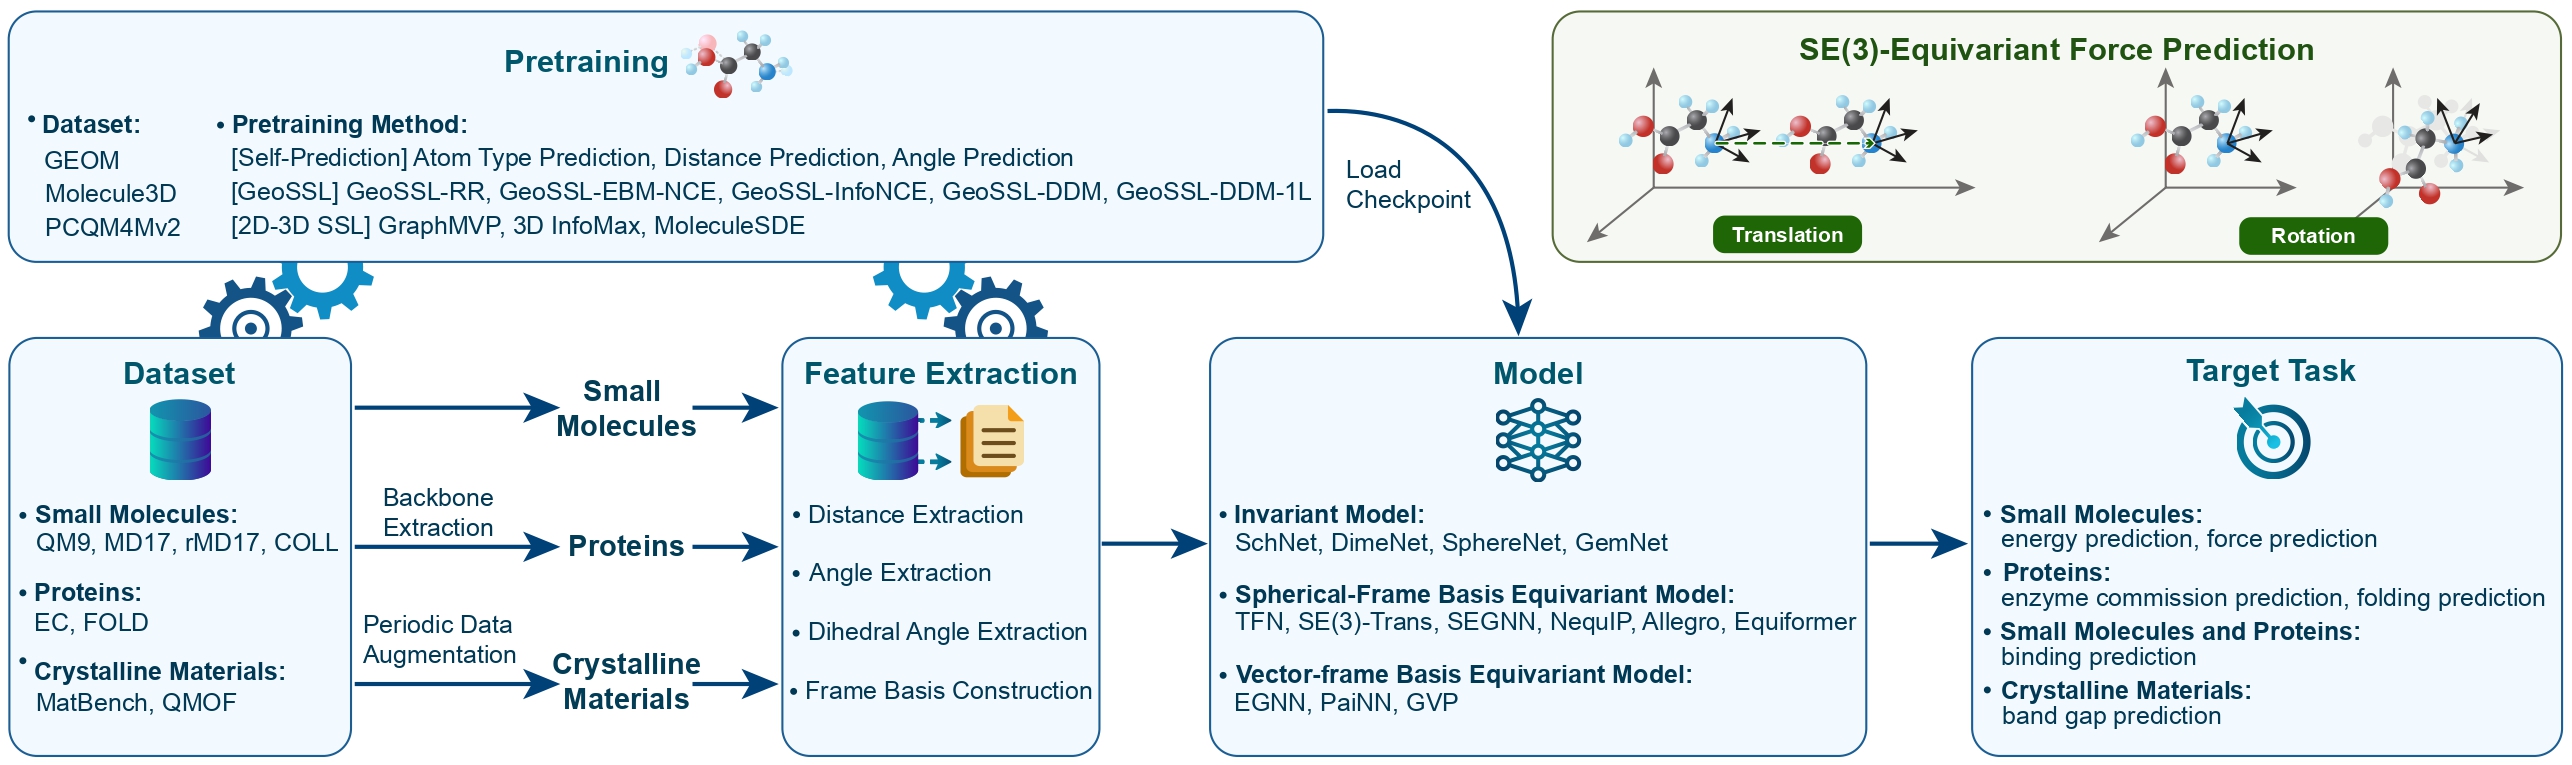 Pretraining
• Dataset:
GEOM
Molecule3D
PCQM4Mv2
• Pretraining Method:
[Self-Prediction] Atom Type Prediction, Distance Prediction, Angle Prediction
[GeoSSL] GeoSSL-RR, GeoSSL-EBM-NCE, GeoSSL-InfoNCE, GeoSSL-DDM, GeoSSL-DDM-1L
[2D-3D SSL] GraphMVP, 3D InfoMax, MoleculeSDE
Load
Checkpoint
SE(3)-Equivariant Force Prediction
Translation
Rotation
Dataset
• Small Molecules:
QM9, MD17, rMD17, COLL
• Proteins:
EC, FOLD
• Crystalline Materials:
MatBench, QMOF
Small
Molecules
Backbone
Extraction
Proteins
Periodic Data
Augmentation
Crystalline
Materials
Feature Extraction
• Distance Extraction
• Angle Extraction
• Dihedral Angle Extraction
• Frame Basis Construction
Model
• Invariant Model:
SchNet, DimeNet, SphereNet, GemNet
• Spherical-Frame Basis Equivariant Model:
TFN, SE(3)-Trans, SEGNN, NequIP, Allegro, Equiformer
• Vector-frame Basis Equivariant Model:
EGNN, PaiNN, GVP
Target Task
• Small Molecules:
energy prediction, force prediction
• Proteins:
enzyme commission prediction, folding prediction
• Small Molecules and Proteins:
binding prediction
• Crystalline Materials:
band gap prediction